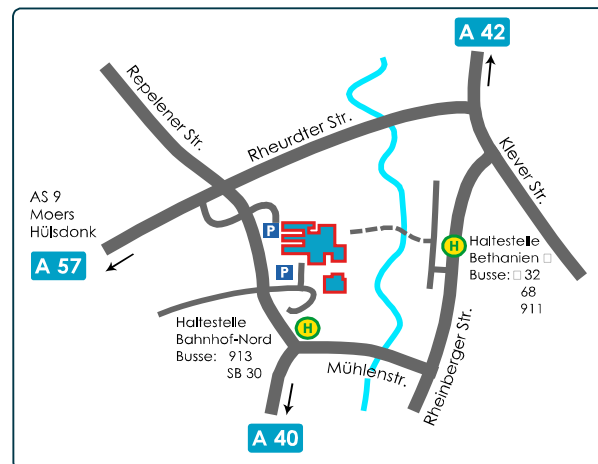 A 42
Repelener Str.
Rheurdter Str.
Klever Str.
AS 9
Moers
Hülsdonk
A 57
P
P
H
Haltestelle
Bethanien □
Busse: □ 32
68
911
H
Haltestelle
Bahnhof-Nord
Busse: 913
SB 30
Mühlenstr.
Rheinberger Str.
A 40